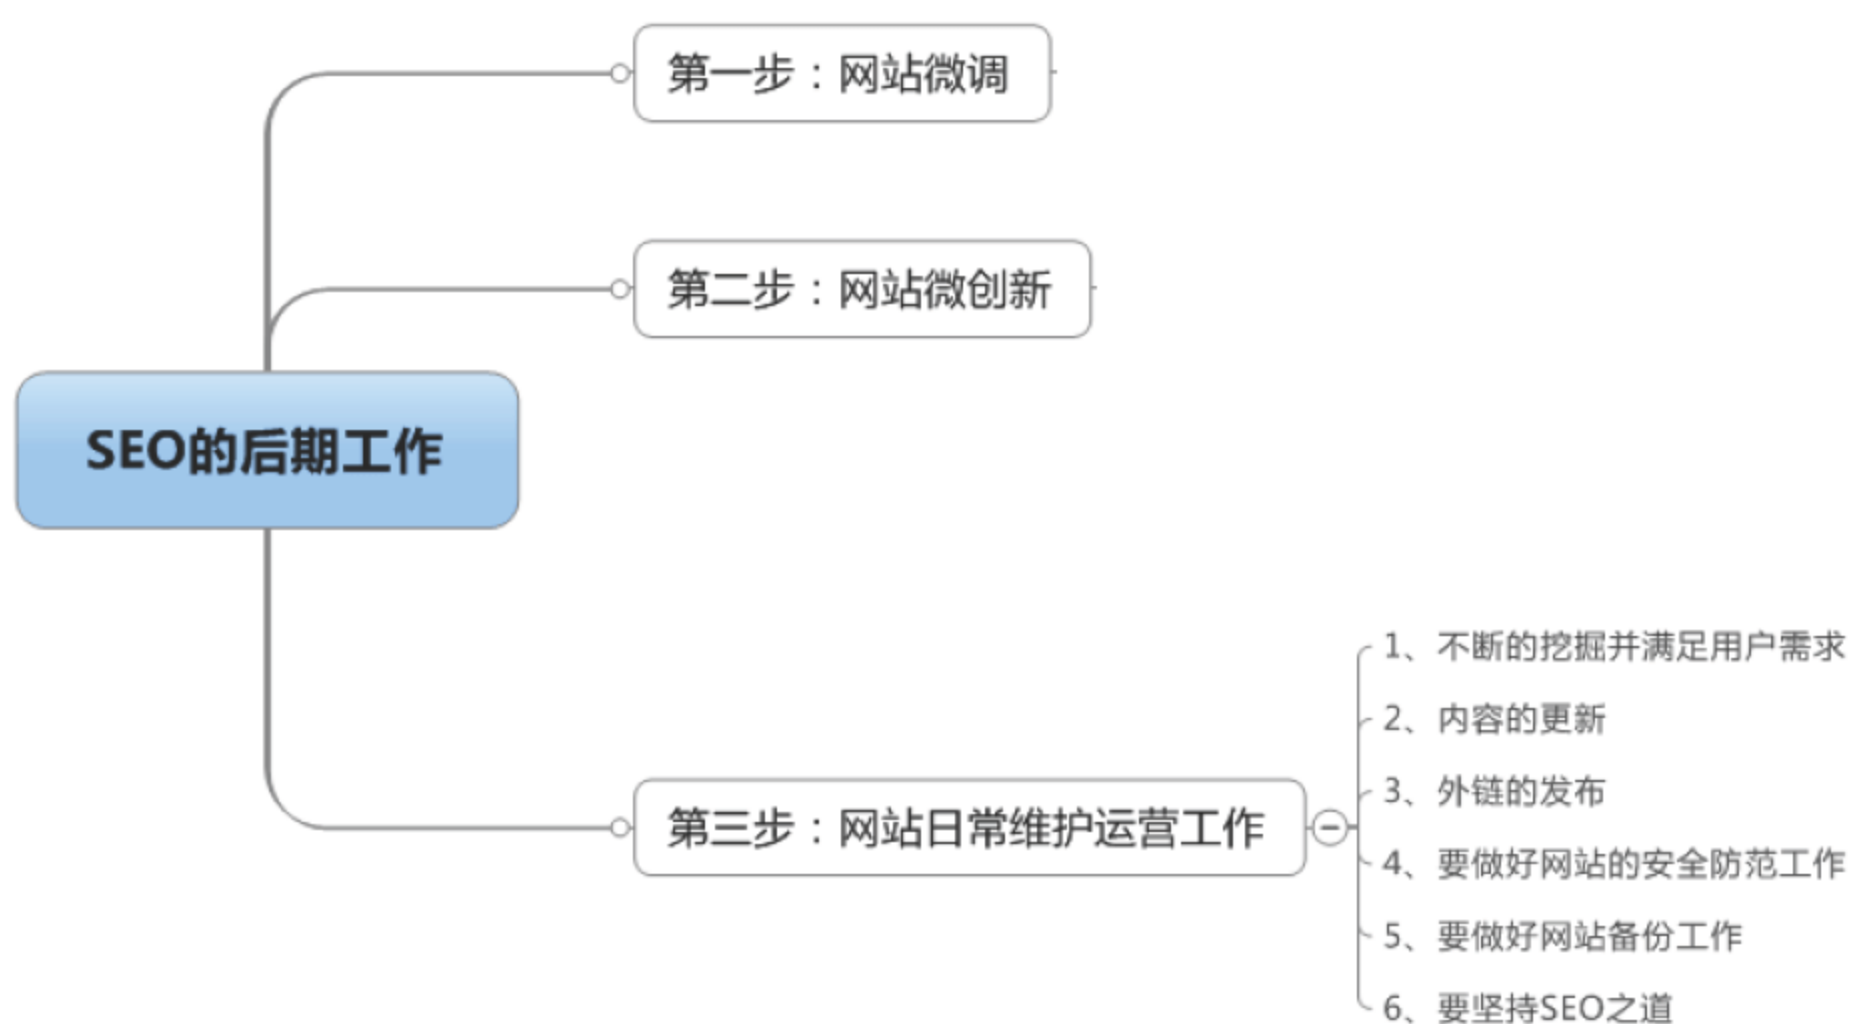 第一步：网站微调
第二步：网站微创新
SEO的后期工作
第三步：网站日常维护运营工作
1、不断的挖掘并满足用户需求
2、内容的更新
3、外链的发布
4、要做好网站的安全防范工作
5、要做好网站备份工作
6、要坚持SEO之道